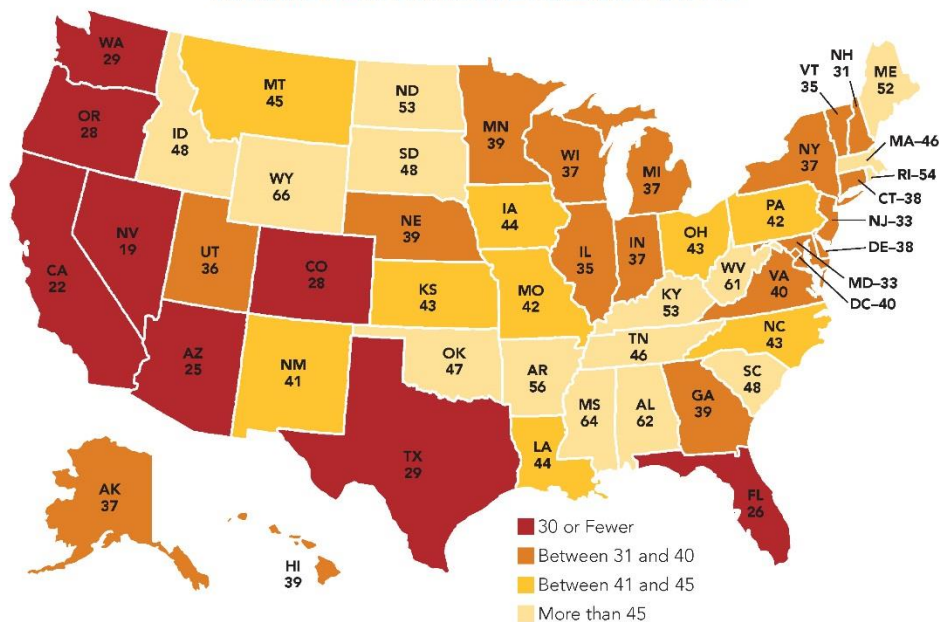 WA
29
OR
28
CA
22
NV
19
ID
48
MT
45
WY
66
UT
36
CO
28
AZ
25
NM
41
ND
53
SD
48
NE
39
KS
43
OK
47
TX
29
MN
39
IA
44
MO
42
AR
56
LA
44
WI
37
IL
35
MI
37
IN
37
OH
43
KY
53
TN
46
MS
64
AL
62
GA
39
FL
26
SC
48
NC
43
VA
40
WV
61
PA
42
NY
37
VT
35
NH
31
ME
52
MA–46
RI–54
CT–38
NJ–33
DE–38
MD–33
DC–40
AK
37
HI
39
30 or Fewer
Between 31 and 40
Between 41 and 45
More than 45